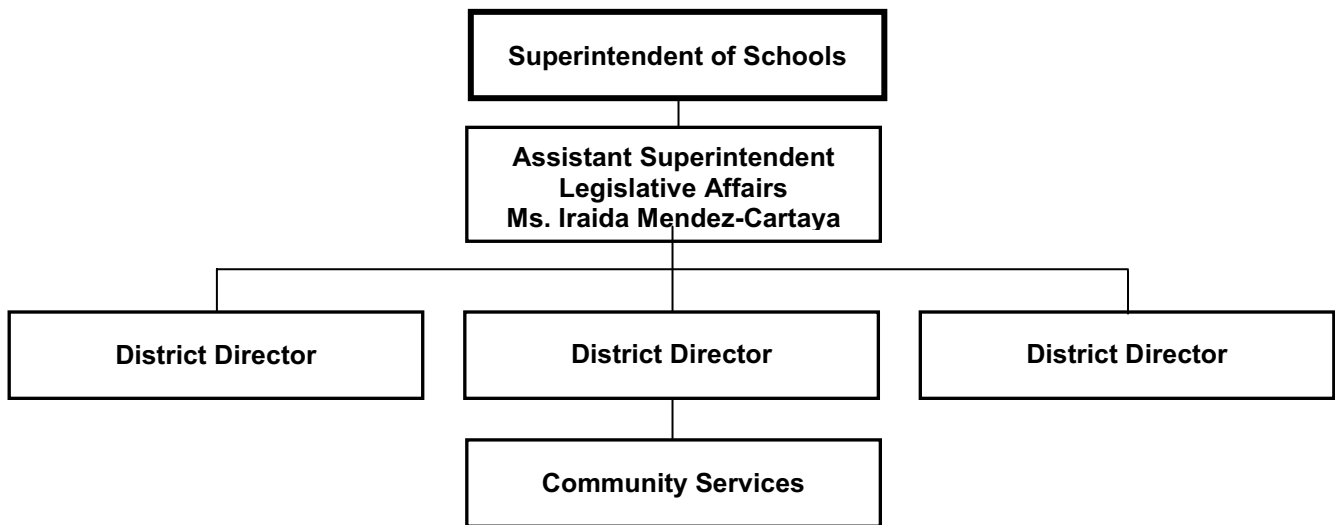 Superintendent of Schools
Assistant Superintendent
Legislative Affairs
Ms. Iraida Mendez-Cartaya
District Director
District Director
District Director
Community Services